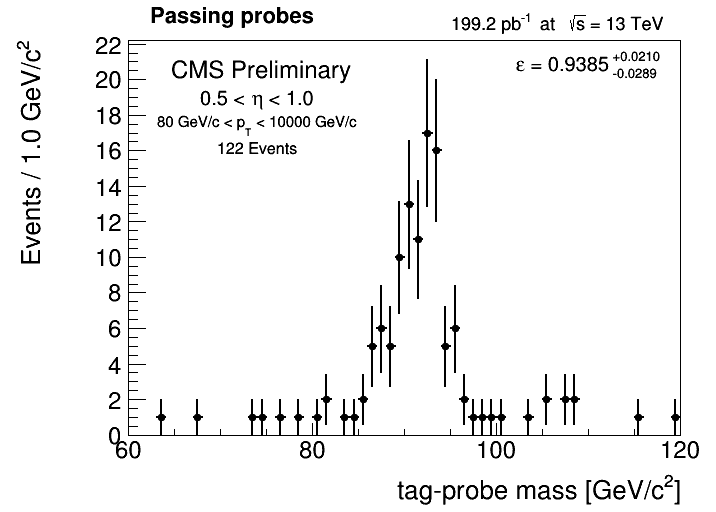 Passing probes
199.2 pb⁻¹ at √s = 13 TeV
CMS Preliminary
ε = 0.9385 +0.0210 -0.0289
0.5 < η < 1.0
80 GeV/c < p_T < 10000 GeV/c
122 Events
Events / 1.0 GeV/c²
22
20
18
16
14
12
10
8
6
4
2
0
60 80 100 120
tag-probe mass [GeV/c²]